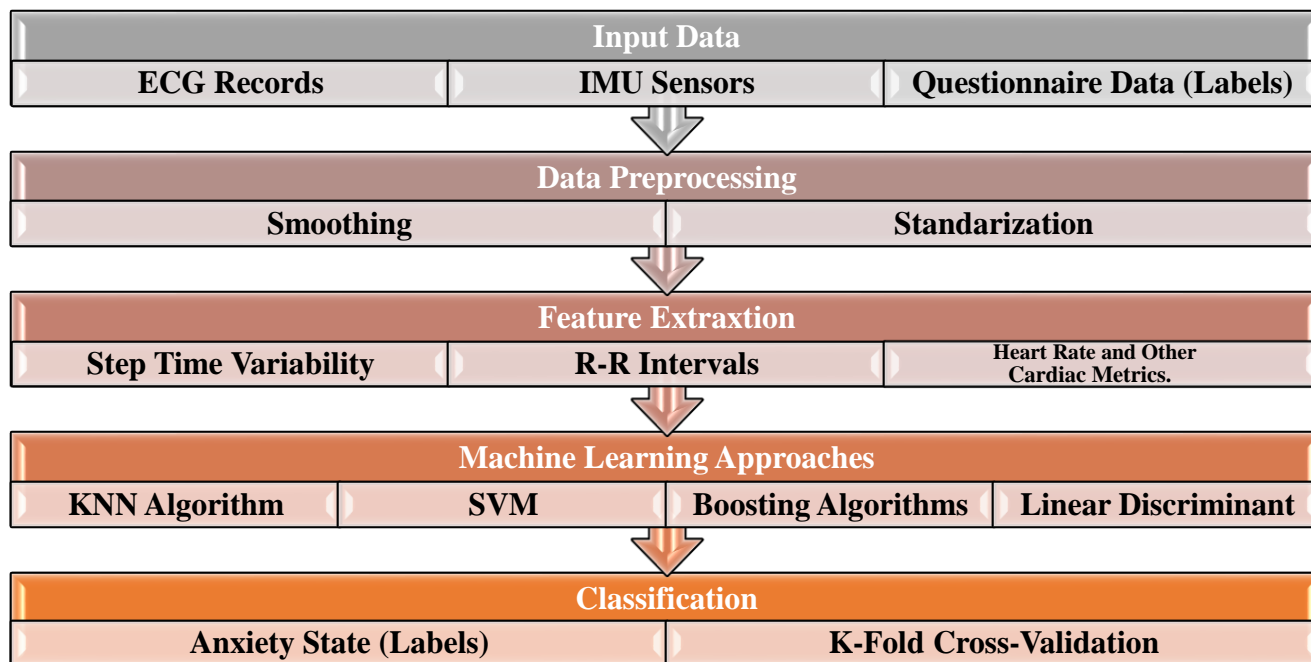 Input Data
ECG Records
IMU Sensors
Questionnaire Data (Labels)
Data Preprocessing
Smoothing
Standarization
Feature Extraxtion
Step Time Variability
R-R Intervals
Heart Rate and Other
Cardiac Metrics.
Machine Learning Approaches
KNN Algorithm
SVM
Boosting Algorithms
Linear Discriminant
Classification
Anxiety State (Labels)
K-Fold Cross-Validation